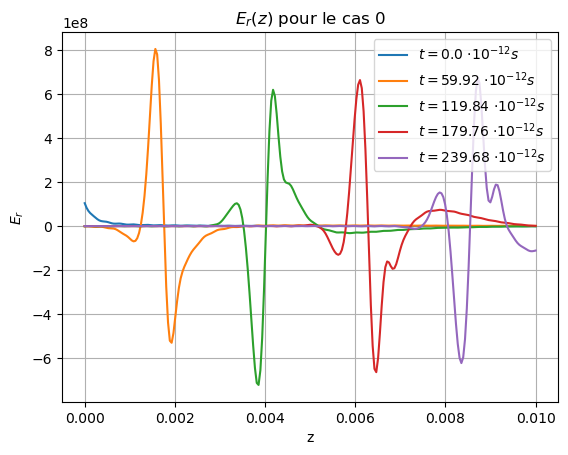 E_r(z) pour le cas 0
1e8
t = 0.0 ·10^{-12}s
t = 59.92 ·10^{-12}s
t = 119.84 ·10^{-12}s
t = 179.76 ·10^{-12}s
t = 239.68 ·10^{-12}s
8
6
4
2
0
−2
−4
−6
E_r
0.000 0.002 0.004 0.006 0.008 0.010
z